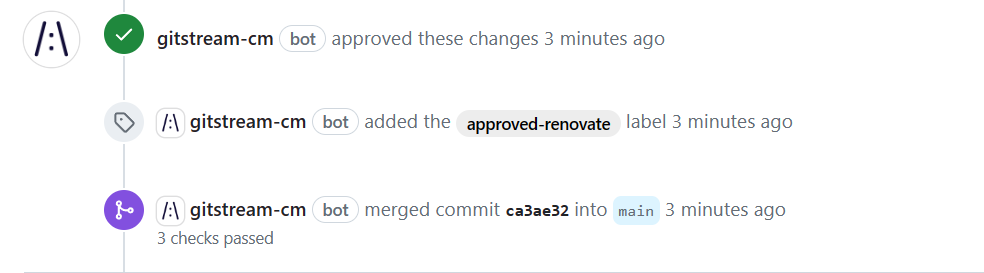 gitstream-cm bot approved these changes 3 minutes ago
/:\ gitstream-cm bot added the approved-renovate label 3 minutes ago
/:\ gitstream-cm bot merged commit ca3ae32 into main 3 minutes ago
3 checks passed